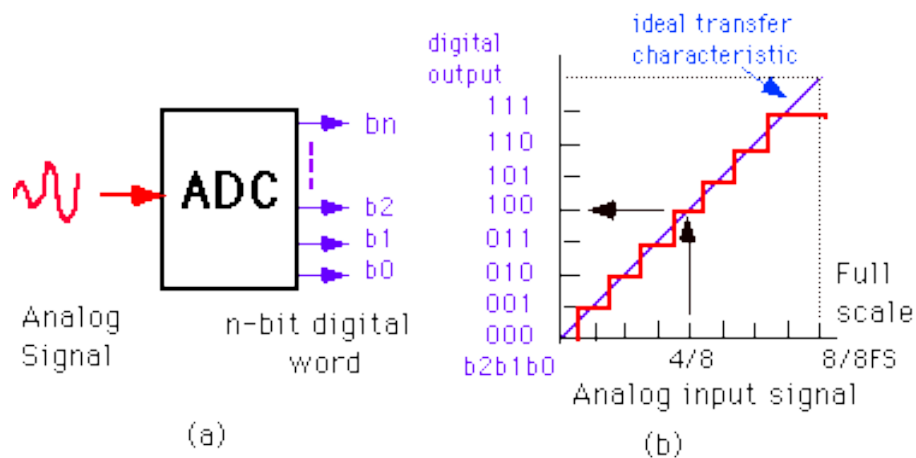 ADC
bn
b2
b1
b0
Analog
Signal
n-bit digital
word
(a)
digital
output
ideal transfer
characteristic
111
110
101
100
011
010
001
000
b2b1b0
4/8
8/8FS
Full
scale
Analog input signal
(b)